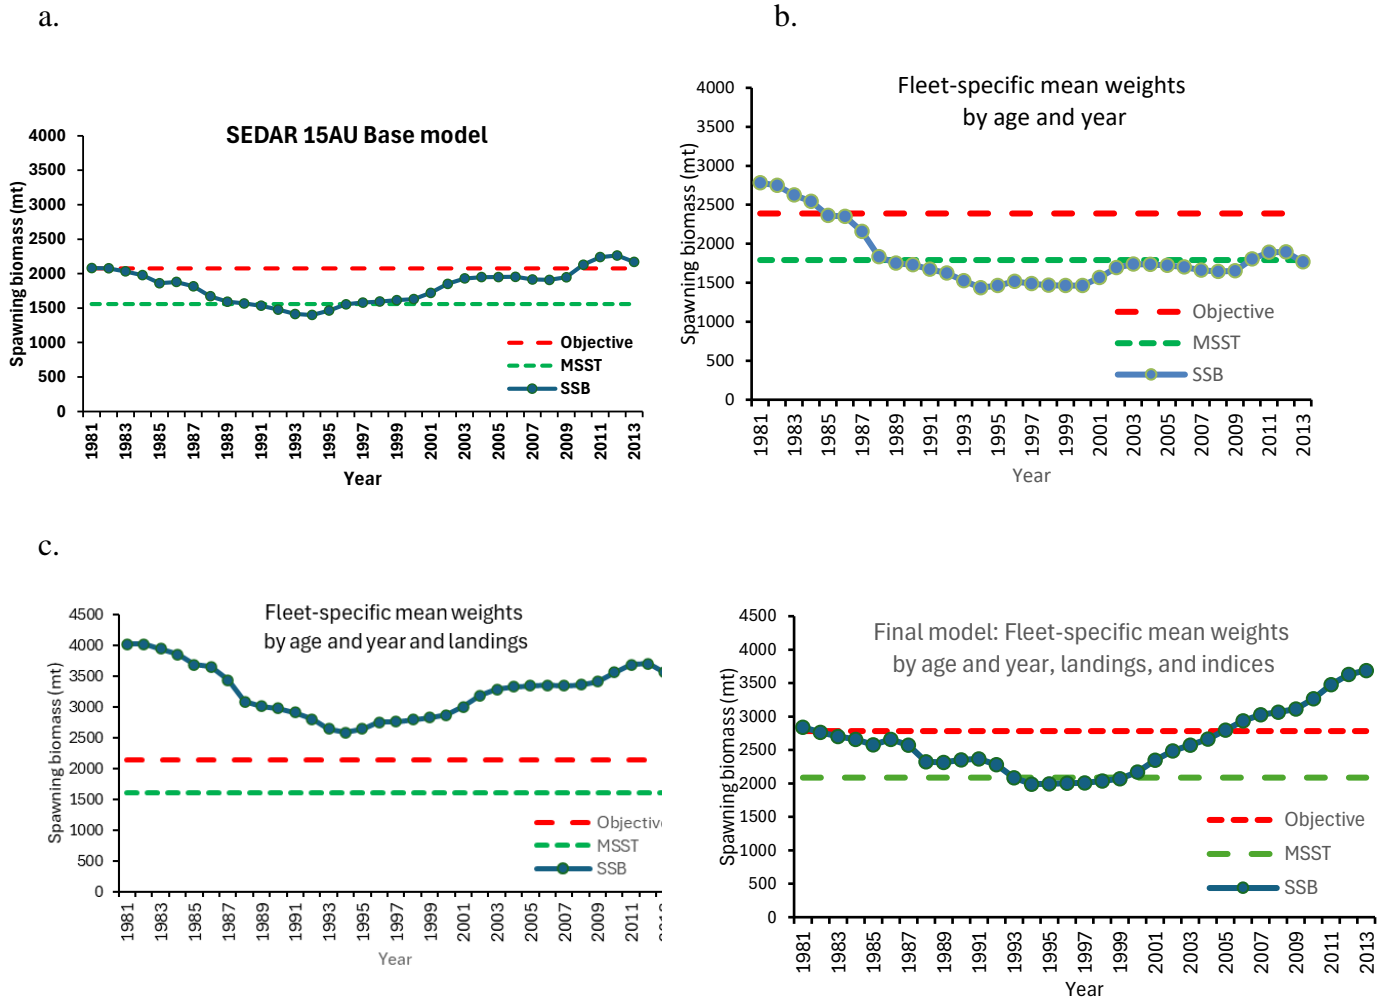 a.
b.
SEDAR 15AU Base model
Spawning biomass (mt)
4000
3500
3000
2500
2000
1500
1000
500
0
Objective
MSST
SSB
1981 1983 1985 1987 1989 1991 1993 1995 1997 1999 2001 2003 2005 2007 2009 2011 2013
Year
Fleet-specific mean weights
by age and year
Spawning biomass (mt)
4000
3500
3000
2500
2000
1500
1000
500
0
Objective
MSST
SSB
1981 1983 1985 1987 1989 1991 1993 1995 1997 1999 2001 2003 2005 2007 2009 2011 2013
Year
c.
Fleet-specific mean weights
by age and year and landings
Spawning biomass (mt)
4500
4000
3500
3000
2500
2000
1500
1000
500
0
Objectiv
MSST
SSB
1981 1983 1985 1987 1989 1991 1993 1995 1997 1999 2001 2003 2005 2007 2009 2011
Year
Final model: Fleet-specific mean weights
by age and year, landings, and indices
Spawning biomass (mt)
4500
4000
3500
3000
2500
2000
1500
1000
500
0
Objective
MSST
SSB
1981 1983 1985 1987 1989 1991 1993 1995 1997 1999 2001 2003 2005 2007 2009 2011 2013
Year